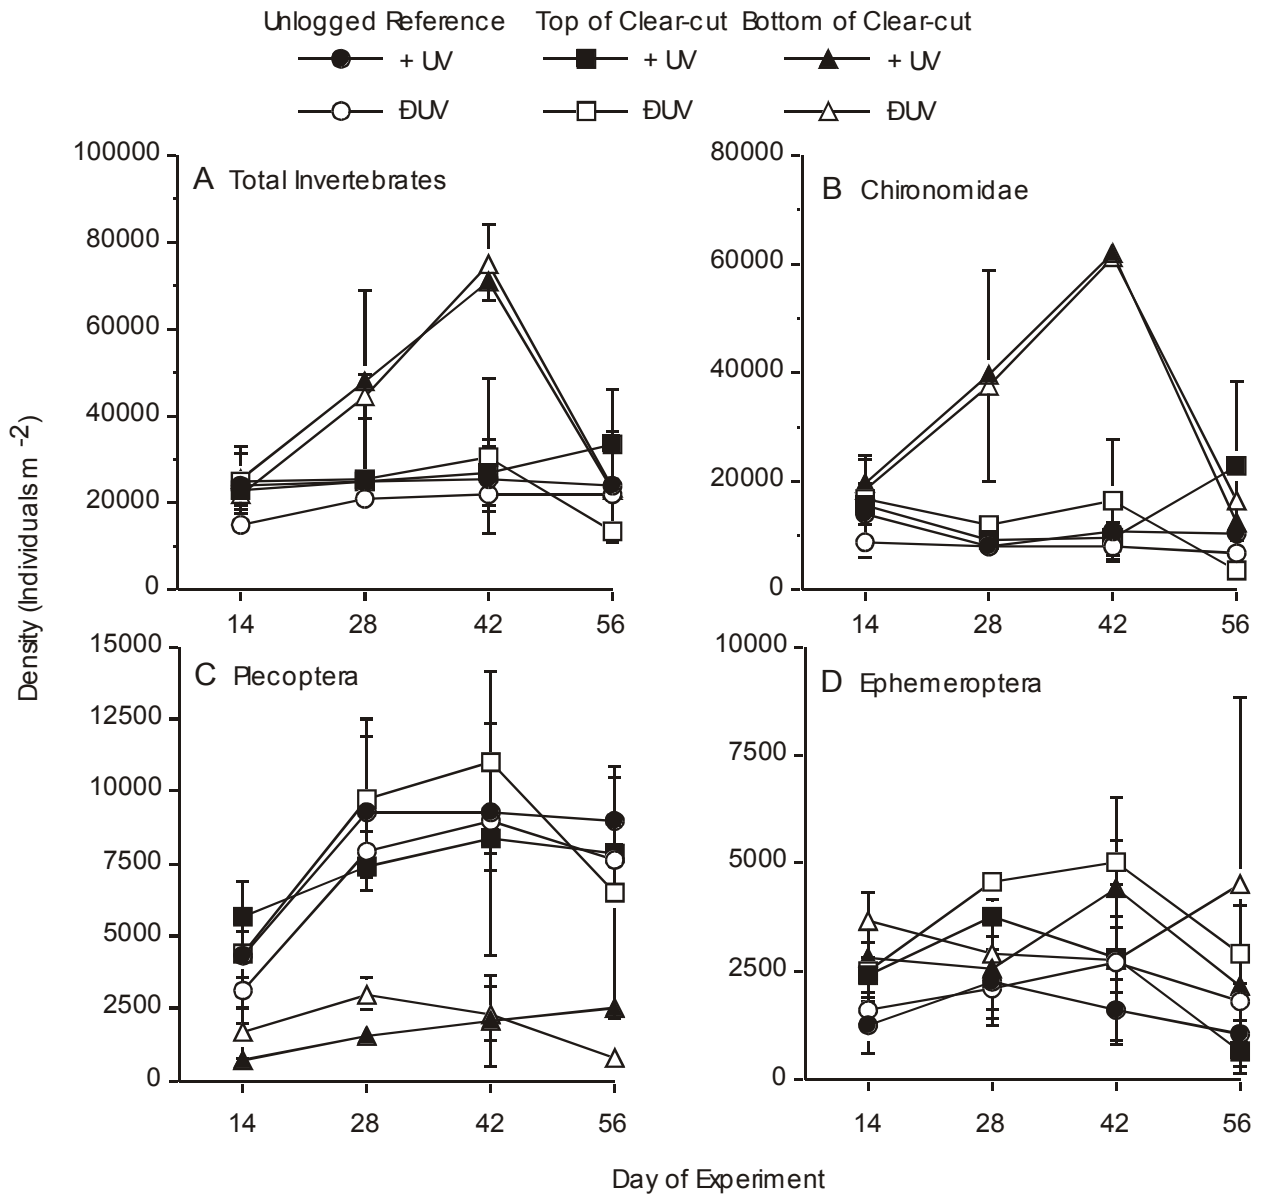 Unlogged Reference Top of Clear-cut Bottom of Clear-cut
+ UV + UV + UV
ÐUV ÐUV ÐUV
Density (Individuals m⁻²)
A Total Invertebrates
100000
80000
60000
40000
20000
0
14 28 42 56
B Chironomidae
80000
60000
40000
20000
0
14 28 42 56
C Plecoptera
15000
12500
10000
7500
5000
2500
0
14 28 42 56
D Ephemeroptera
10000
7500
5000
2500
0
14 28 42 56
Day of Experiment